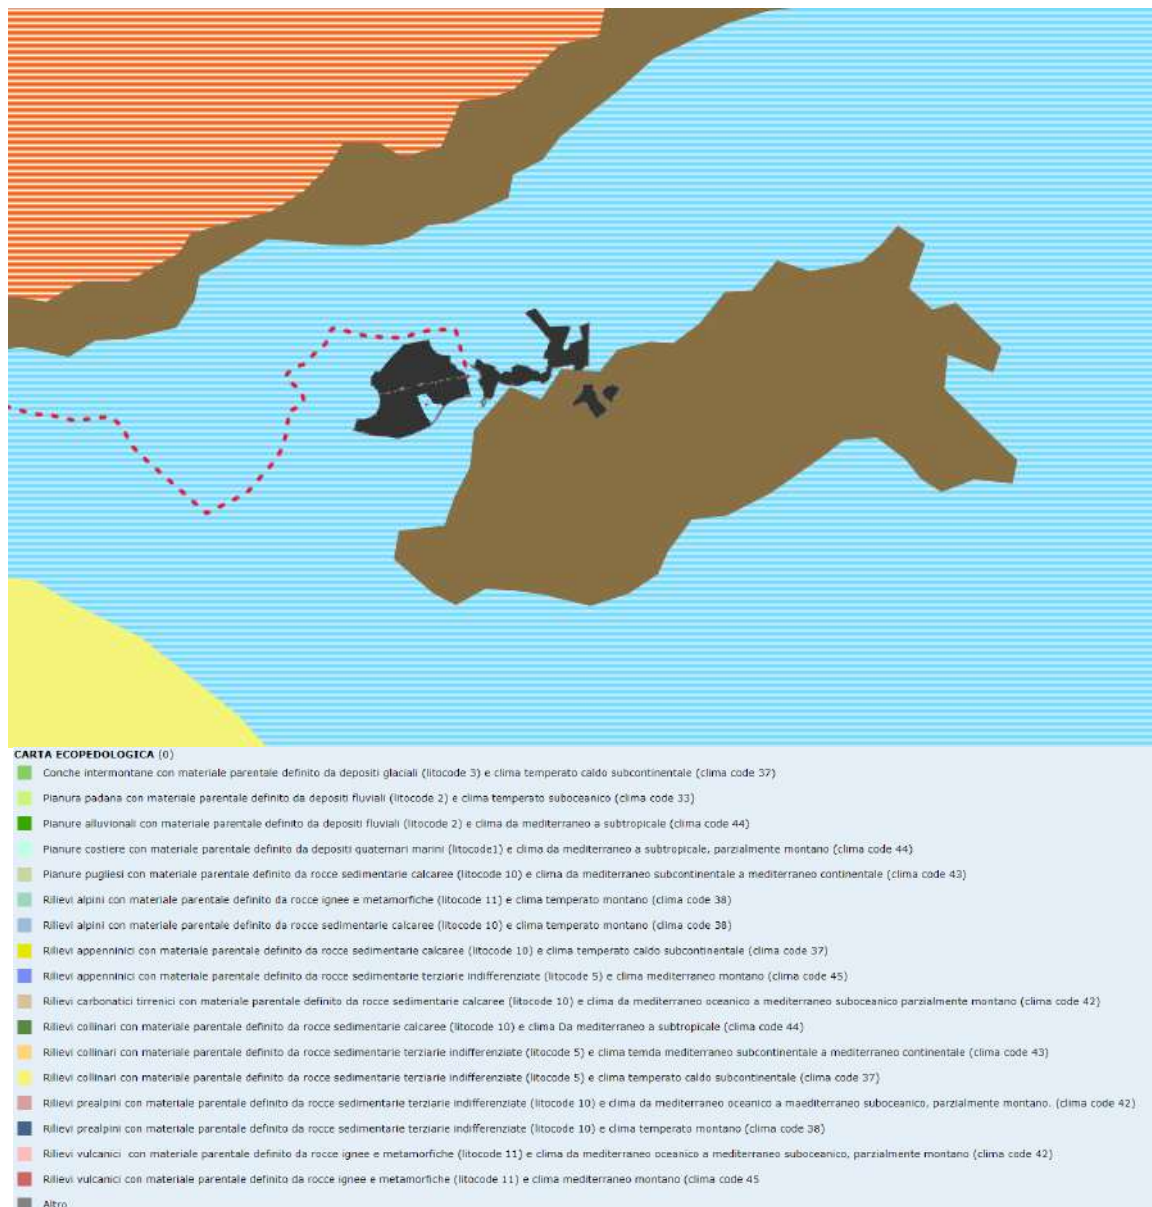 CARTA ECOPEDOLOGICA (0)
Conche intermontane con materiale parentale definito da depositi glaciali (litocode 3) e clima temperato caldo subcontinentale (clima code 37)
Pianura padana con materiale parentale definito da depositi fluviali (litocode 2) e clima temperato suboceanico (clima code 33)
Pianure alluvionali con materiale parentale definito da depositi fluviali (litocode 2) e clima da mediterraneo a subtropicale (clima code 44)
Pianure costiere con materiale parentale definito da depositi quaternari marini (litocode1) e clima da mediterraneo a subtropicale, parzialmente montano (clima code 44)
Pianure pugliesi con materiale parentale definito da rocce sedimentarie calcaree (litocode 10) e clima da mediterraneo subcontinentale a mediterraneo continentale (clima code 43)
Rilievi alpini con materiale parentale definito da rocce ignee e metamorfiche (litocode 11) e clima temperato montano (clima code 38)
Rilievi alpini con materiale parentale definito da rocce sedimentarie calcaree (litocode 10) e clima temperato montano (clima code 38)
Rilievi appenninici con materiale parentale definito da rocce sedimentarie calcaree (litocode 10) e clima temperato caldo subcontinentale (clima code 37)
Rilievi appenninici con materiale parentale definito da rocce sedimentarie terziarie indifferenziate (litocode 5) e clima mediterraneo montano (clima code 45)
Rilievi carbonatici tirrenici con materiale parentale definito da rocce sedimentarie calcaree (litocode 10) e clima da mediterraneo oceanico a mediterraneo suboceanico parzialmente montano (clima code 42)
Rilievi collinari con materiale parentale definito da rocce sedimentarie calcaree (litocode 10) e clima Da mediterraneo a subtropicale (clima code 44)
Rilievi collinari con materiale parentale definito da rocce sedimentarie terziarie indifferenziate (litocode 5) e clima temda mediterraneo subcontinentale a mediterraneo continentale (clima code 43)
Rilievi collinari con materiale parentale definito da rocce sedimentarie terziarie indifferenziate (litocode 5) e clima temperato caldo subcontinentale (clima code 37)
Rilievi prealpini con materiale parentale definito da rocce sedimentarie terziarie indifferenziate (litocode 10) e clima da mediterraneo oceanico a maediterraneo suboceanico, parzialmente montano. (clima code 42)
Rilievi prealpini con materiale parentale definito da rocce sedimentarie terziarie indifferenziate (litocode 10) e clima temperato montano (clima code 38)
Rilievi vulcanici con materiale parentale definito da rocce ignee e metamorfiche (litocode 11) e clima da mediterraneo oceanico a mediterraneo suboceanico, parzialmente montano (clima code 42)
Rilievi vulcanici con materiale parentale definito da rocce ignee e metamorfiche (litocode 11) e clima mediterraneo montano (clima code 45
Altro